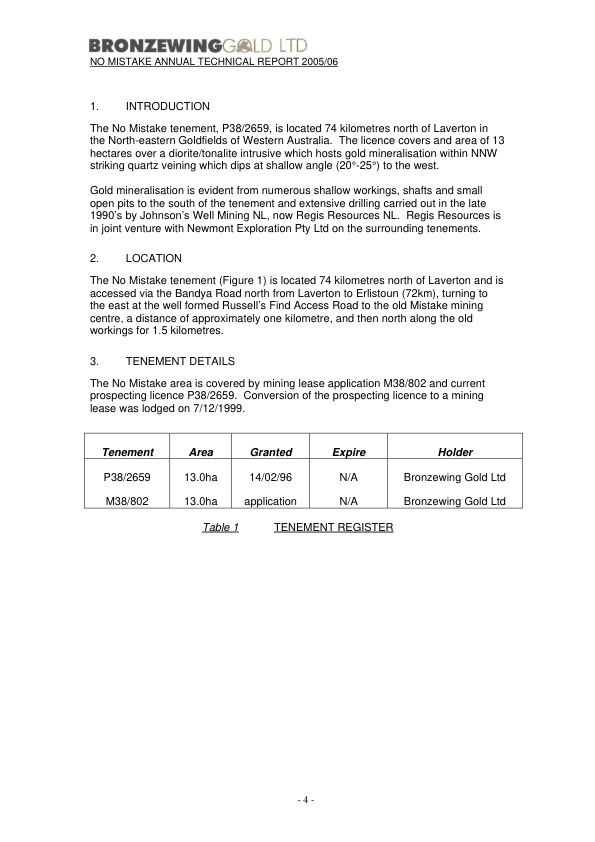 BRONZEWING GOLD LTD
NO MISTAKE ANNUAL TECHNICAL REPORT 2005/06
1. INTRODUCTION
The No Mistake tenement, P38/2659, is located 74 kilometres north of Laverton in
the North-eastern Goldfields of Western Australia. The licence covers and area of 13
hectares over a diorite/tonalite intrusive which hosts gold mineralisation within NNW
striking quartz veining which dips at shallow angle (20°-25°) to the west.
Gold mineralisation is evident from numerous shallow workings, shafts and small
open pits to the south of the tenement and extensive drilling carried out in the late
1990's by Johnson's Well Mining NL, now Regis Resources NL. Regis Resources is
in joint venture with Newmont Exploration Pty Ltd on the surrounding tenements.
2. LOCATION
The No Mistake tenement (Figure 1) is located 74 kilometres north of Laverton and is
accessed via the Bandya Road north from Laverton to Erlistoun (72km), turning to
the east at the well formed Russell's Find Access Road to the old Mistake mining
centre, a distance of approximately one kilometre, and then north along the old
workings for 1.5 kilometres.
3. TENEMENT DETAILS
The No Mistake area is covered by mining lease application M38/802 and current
prospecting licence P38/2659. Conversion of the prospecting licence to a mining
lease was lodged on 7/12/1999.
Tenement Area Granted Expire Holder
P38/2659 13.0ha 14/02/96 N/A Bronzewing Gold Ltd
M38/802 13.0ha application N/A Bronzewing Gold Ltd
Table 1 TENEMENT REGISTER
- 4 -